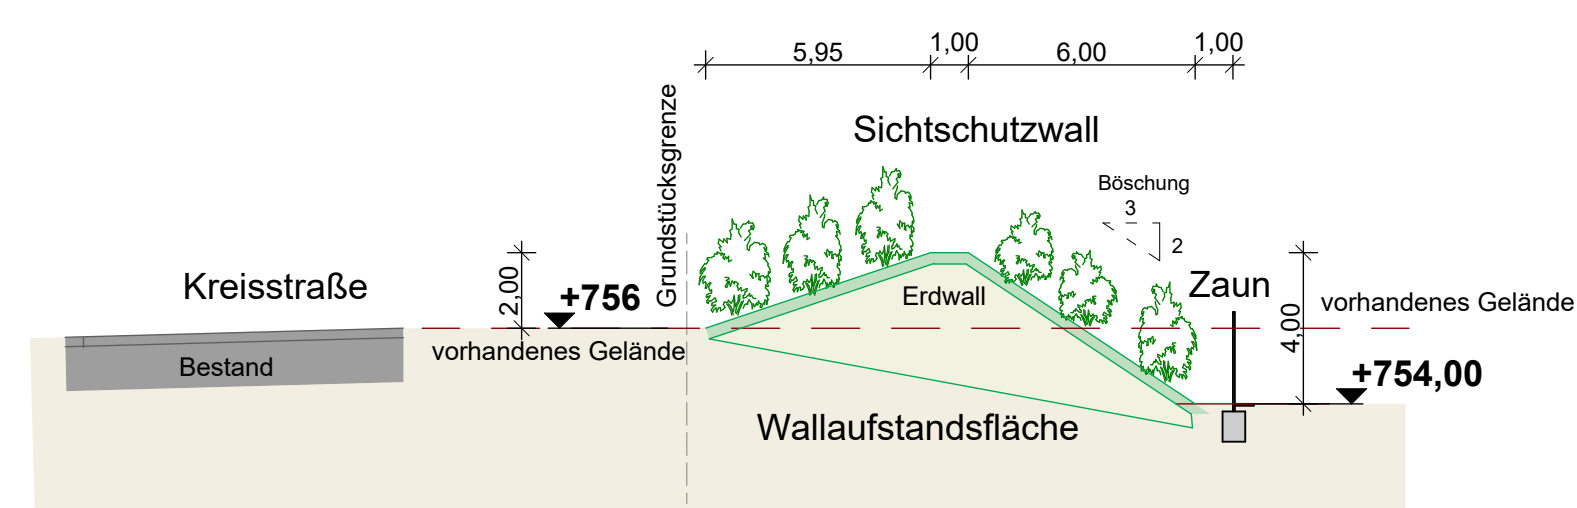 5,95
1,00
6,00
1,00
Grundstücksgrenze
Sichtschutzwall
Böschung
3
2
Kreisstraße
2,00
+756
Erdwall
Zaun
4,00
vorhandenes Gelände
vorhandenes Gelände
Bestand
+754,00
Wallaufstandsfläche